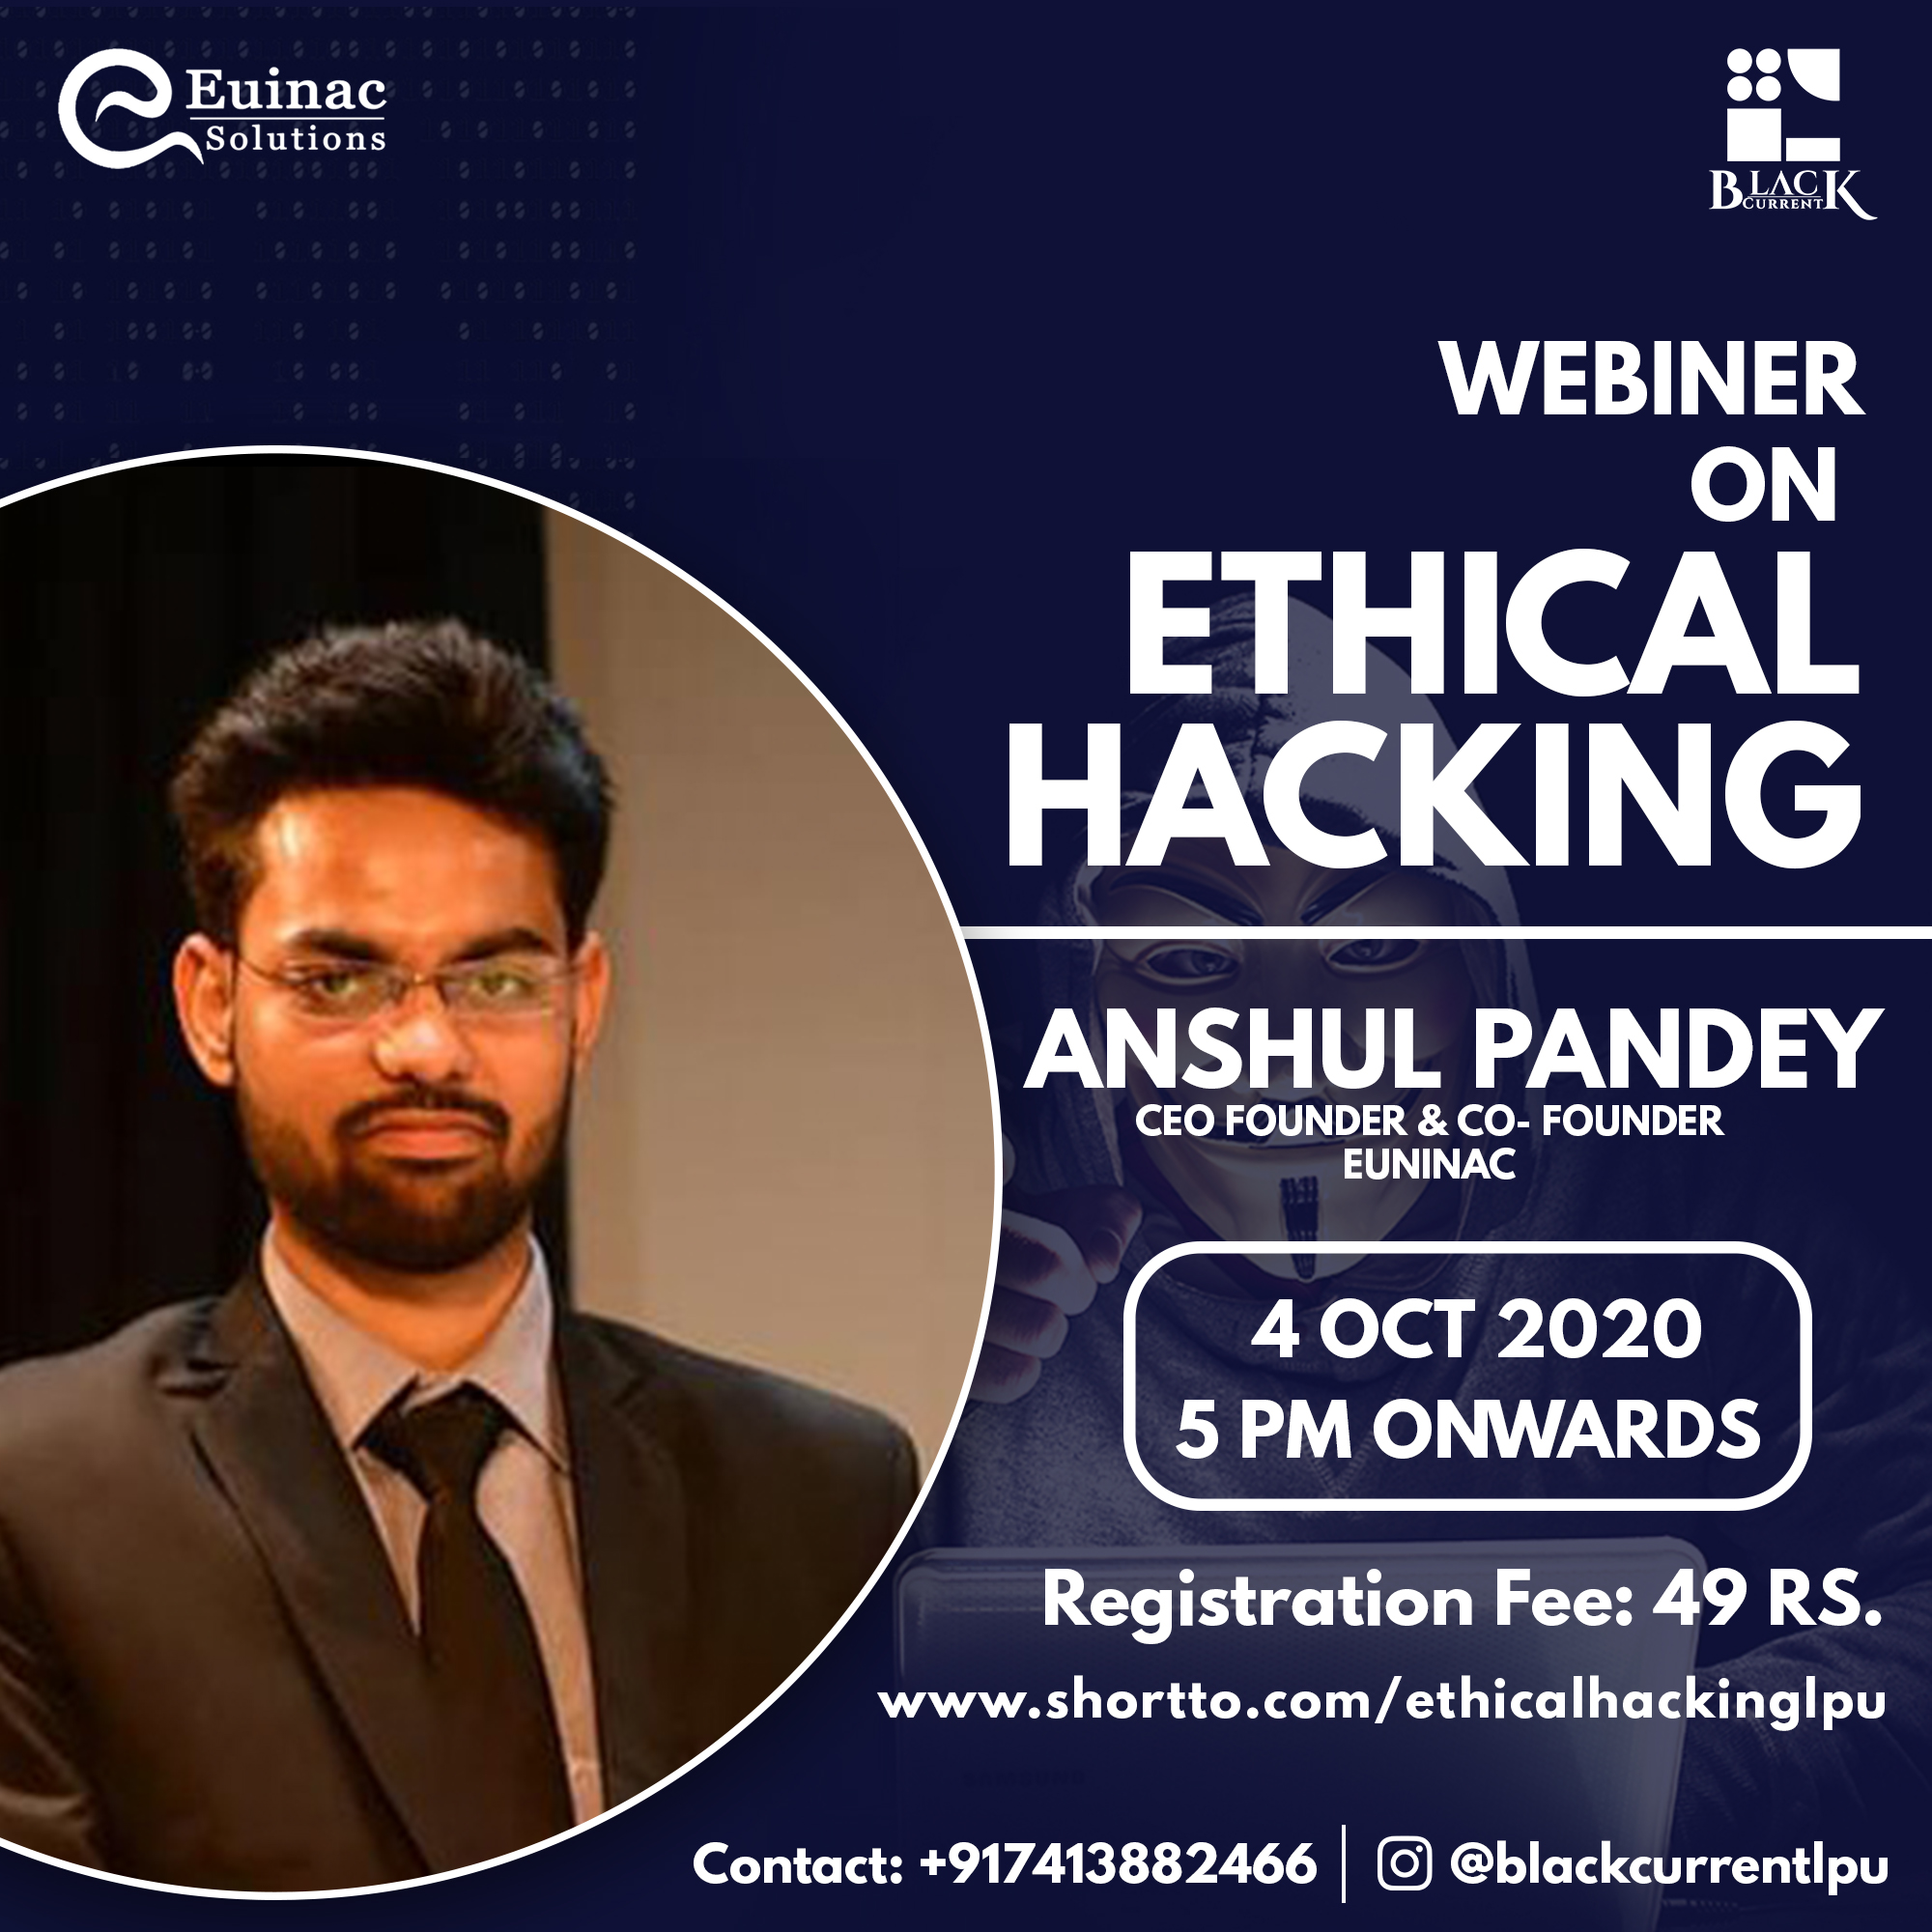 Euinac
Solutions
BLACK
CURRENT
WEBINER
ON
ETHICAL
HACKING
ANSHUL PANDEY
CEO FOUNDER & CO- FOUNDER
EUNINAC
4 OCT 2020
5 PM ONWARDS
Registration Fee: 49 RS.
www.shortto.com/ethicalhackinglpu
Contact: +917413882466
@blackcurrentlpu